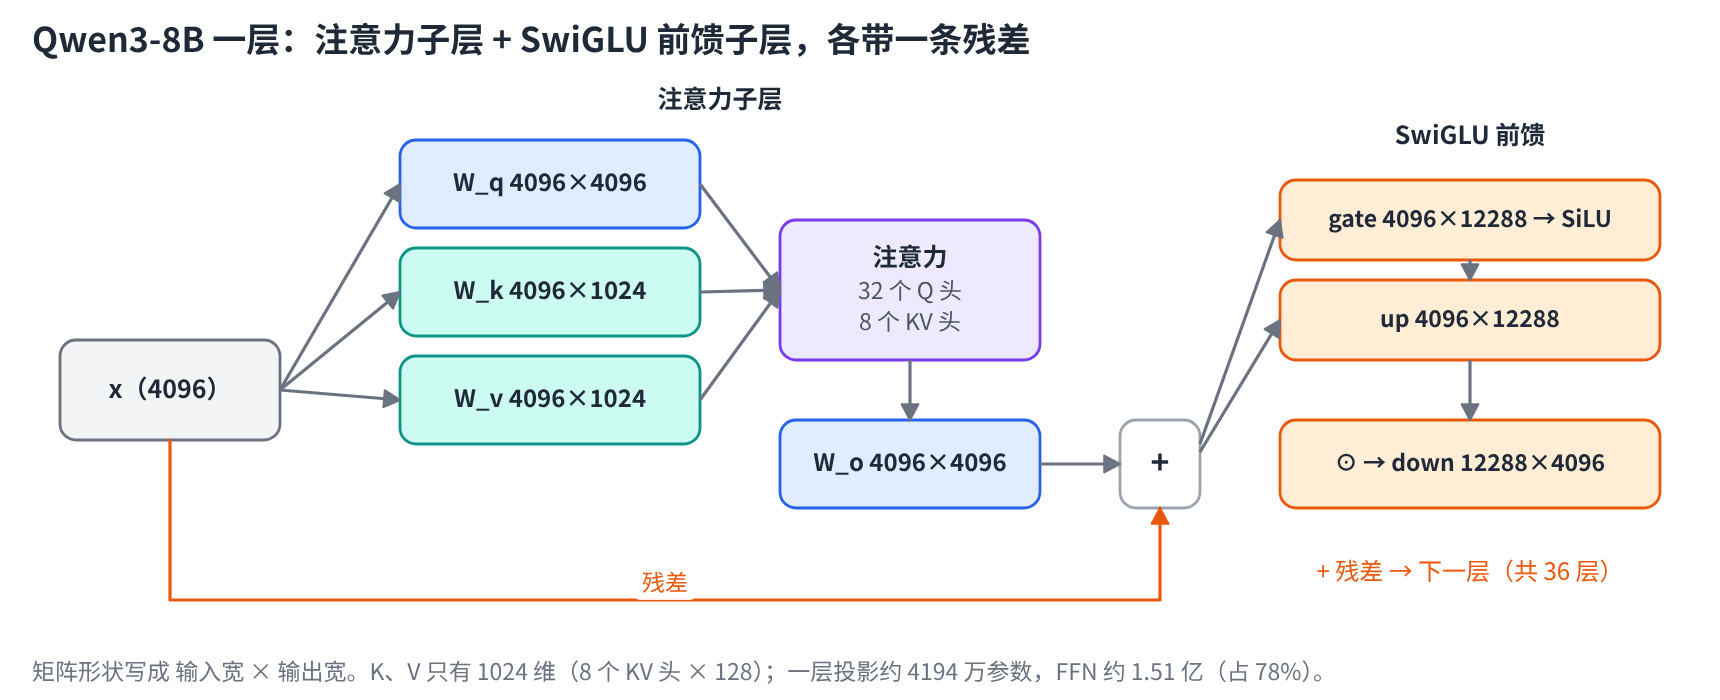 Qwen3-8B 一层：注意力子层 + SwiGLU 前馈子层，各带一条残差
注意力子层
SwiGLU 前馈
W_q 4096×4096
W_k 4096×1024
W_v 4096×1024
x（4096）
注意力
32 个 Q 头
8 个 KV 头
W_o 4096×4096
+
gate 4096×12288 → SiLU
up 4096×12288
⊙ → down 12288×4096
+ 残差 → 下一层（共 36 层）
残差
矩阵形状写成 输入宽 × 输出宽。K、V 只有 1024 维（8 个 KV 头 × 128）；一层投影约 4194 万参数，FFN 约 1.51 亿（占 78%）。